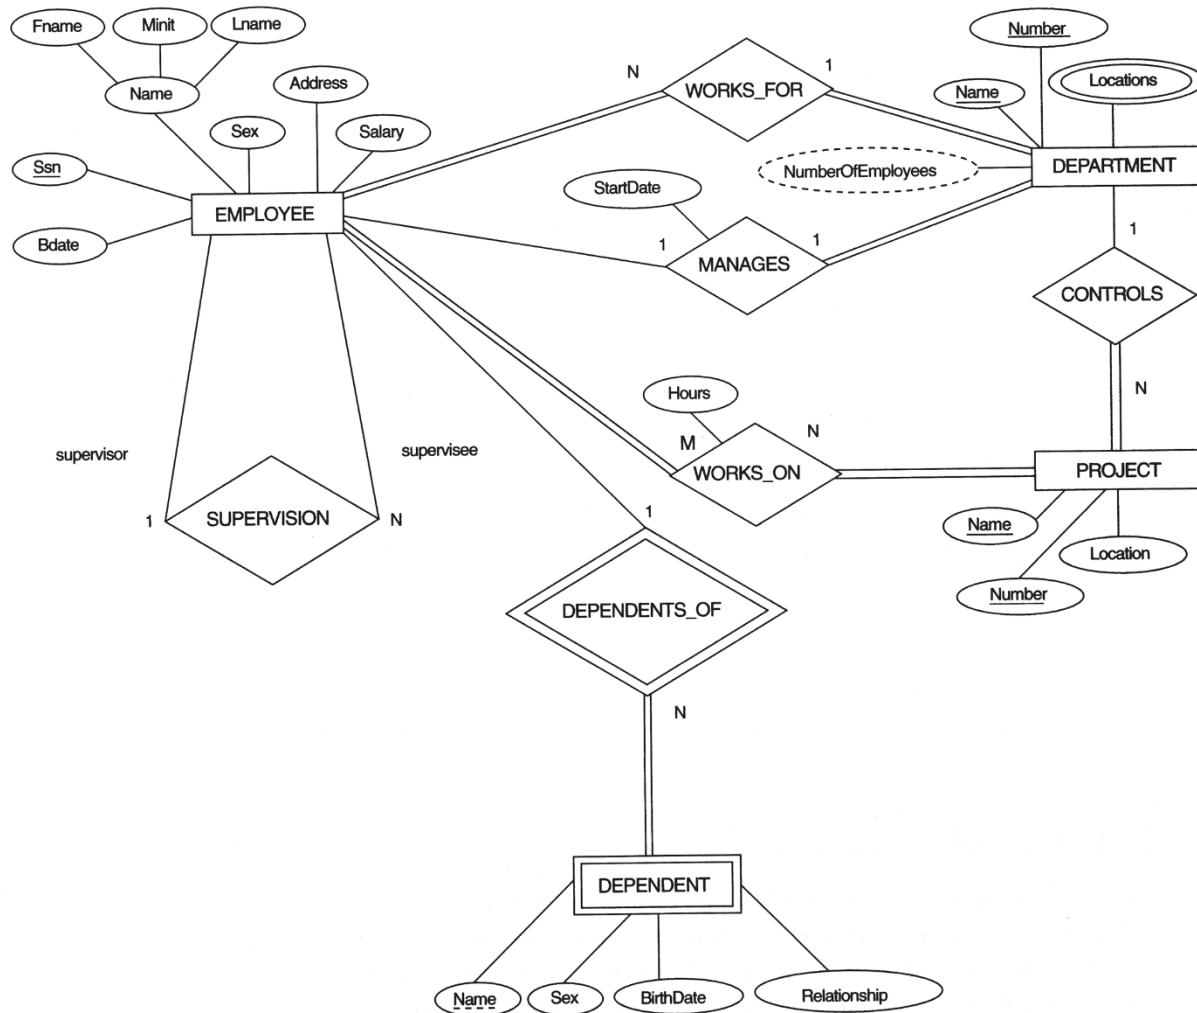 Fname
Minit
Lname
Number
Name
Address
N
1
WORKS_FOR
Locations
Name
Sex
Salary
Ssn
NumberOfEmployees
DEPARTMENT
StartDate
EMPLOYEE
Bdate
1
1
MANAGES
1
CONTROLS
Hours
N
M
N
supervisor
supervisee
WORKS_ON
PROJECT
1
SUPERVISION
N
1
Name
Location
Number
DEPENDENTS_OF
N
DEPENDENT
Name
Sex
BirthDate
Relationship